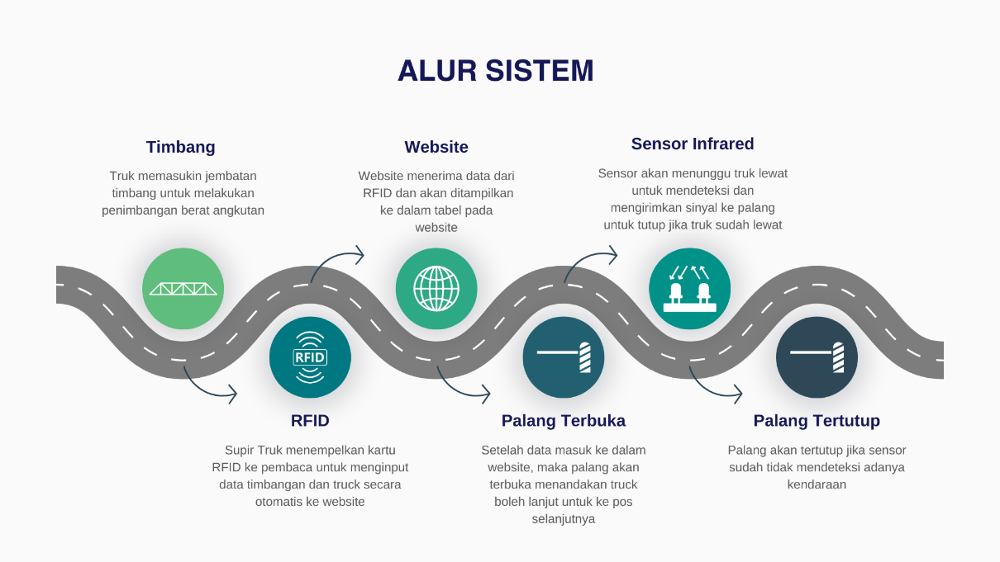 ALUR SISTEM
Timbang
Truk memasukin jembatan
timbang untuk melakukan
penimbangan berat angkutan
RFID
RFID
Supir Truk menempelkan kartu
RFID ke pembaca untuk menginput
data timbangan dan truck secara
otomatis ke website
Website
Website menerima data dari
RFID dan akan ditampilkan
ke dalam tabel pada
website
Palang Terbuka
Setelah data masuk ke dalam
website, maka palang akan
terbuka menandakan truck
boleh lanjut untuk ke pos
selanjutnya
Sensor Infrared
Sensor akan menunggu truk lewat
untuk mendeteksi dan
mengirimkan sinyal ke palang
untuk tutup jika truk sudah lewat
Palang Tertutup
Palang akan tertutup jika sensor
sudah tidak mendeteksi adanya
kendaraan